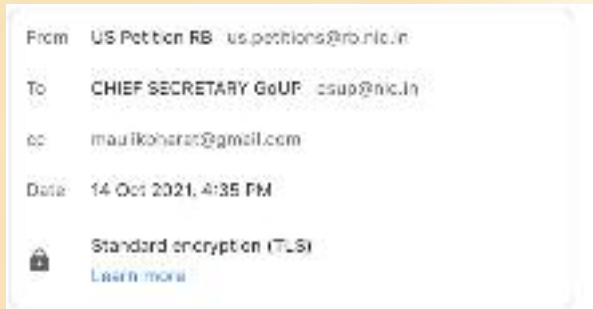 From US Petition RB us.petitions@rb.nic.in
To CHIEF SECRETARY GoUP csup@nic.in
cc maulikbharat@gmail.com
Date 14 Oct 2021, 4:35 PM
Standard encryption (TLS)
Learn more